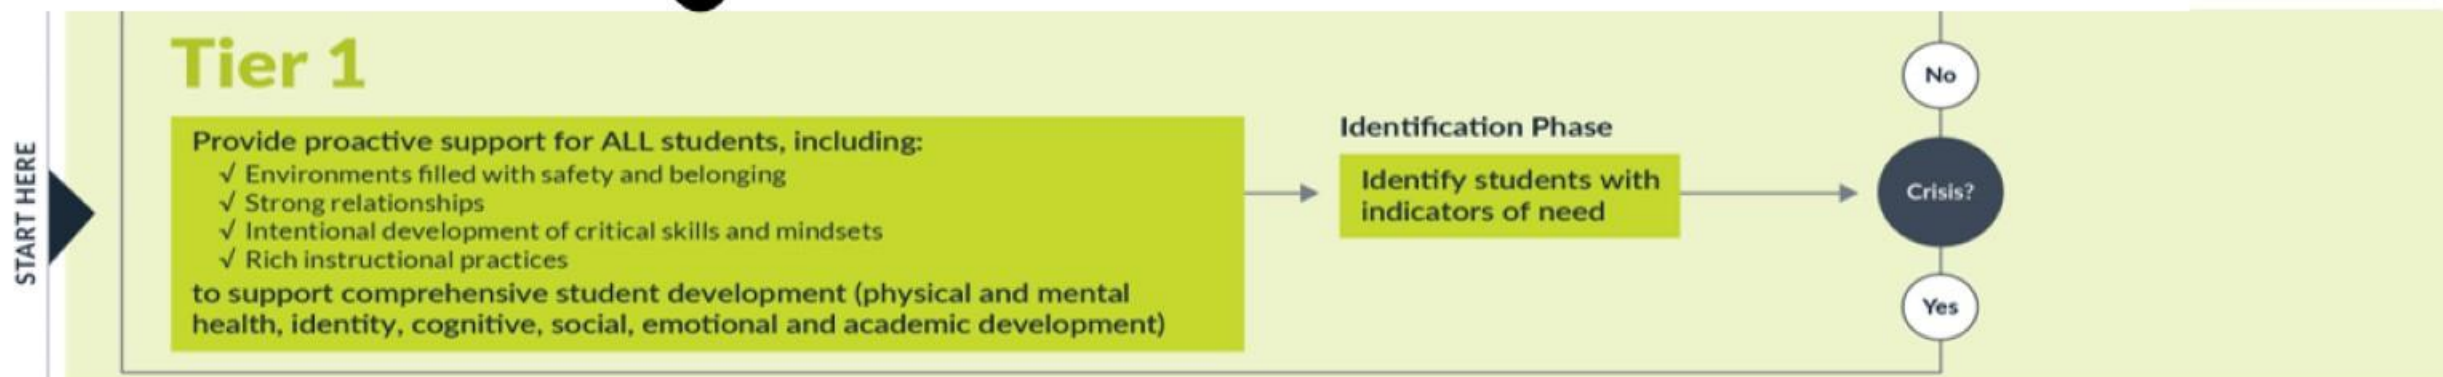 START HERE
Tier 1
Provide proactive support for ALL students, including:
√ Environments filled with safety and belonging
√ Strong relationships
√ Intentional development of critical skills and mindsets
√ Rich instructional practices
to support comprehensive student development (physical and mental
health, identity, cognitive, social, emotional and academic development)
Identification Phase
Identify students with
indicators of need
No
Crisis?
Yes